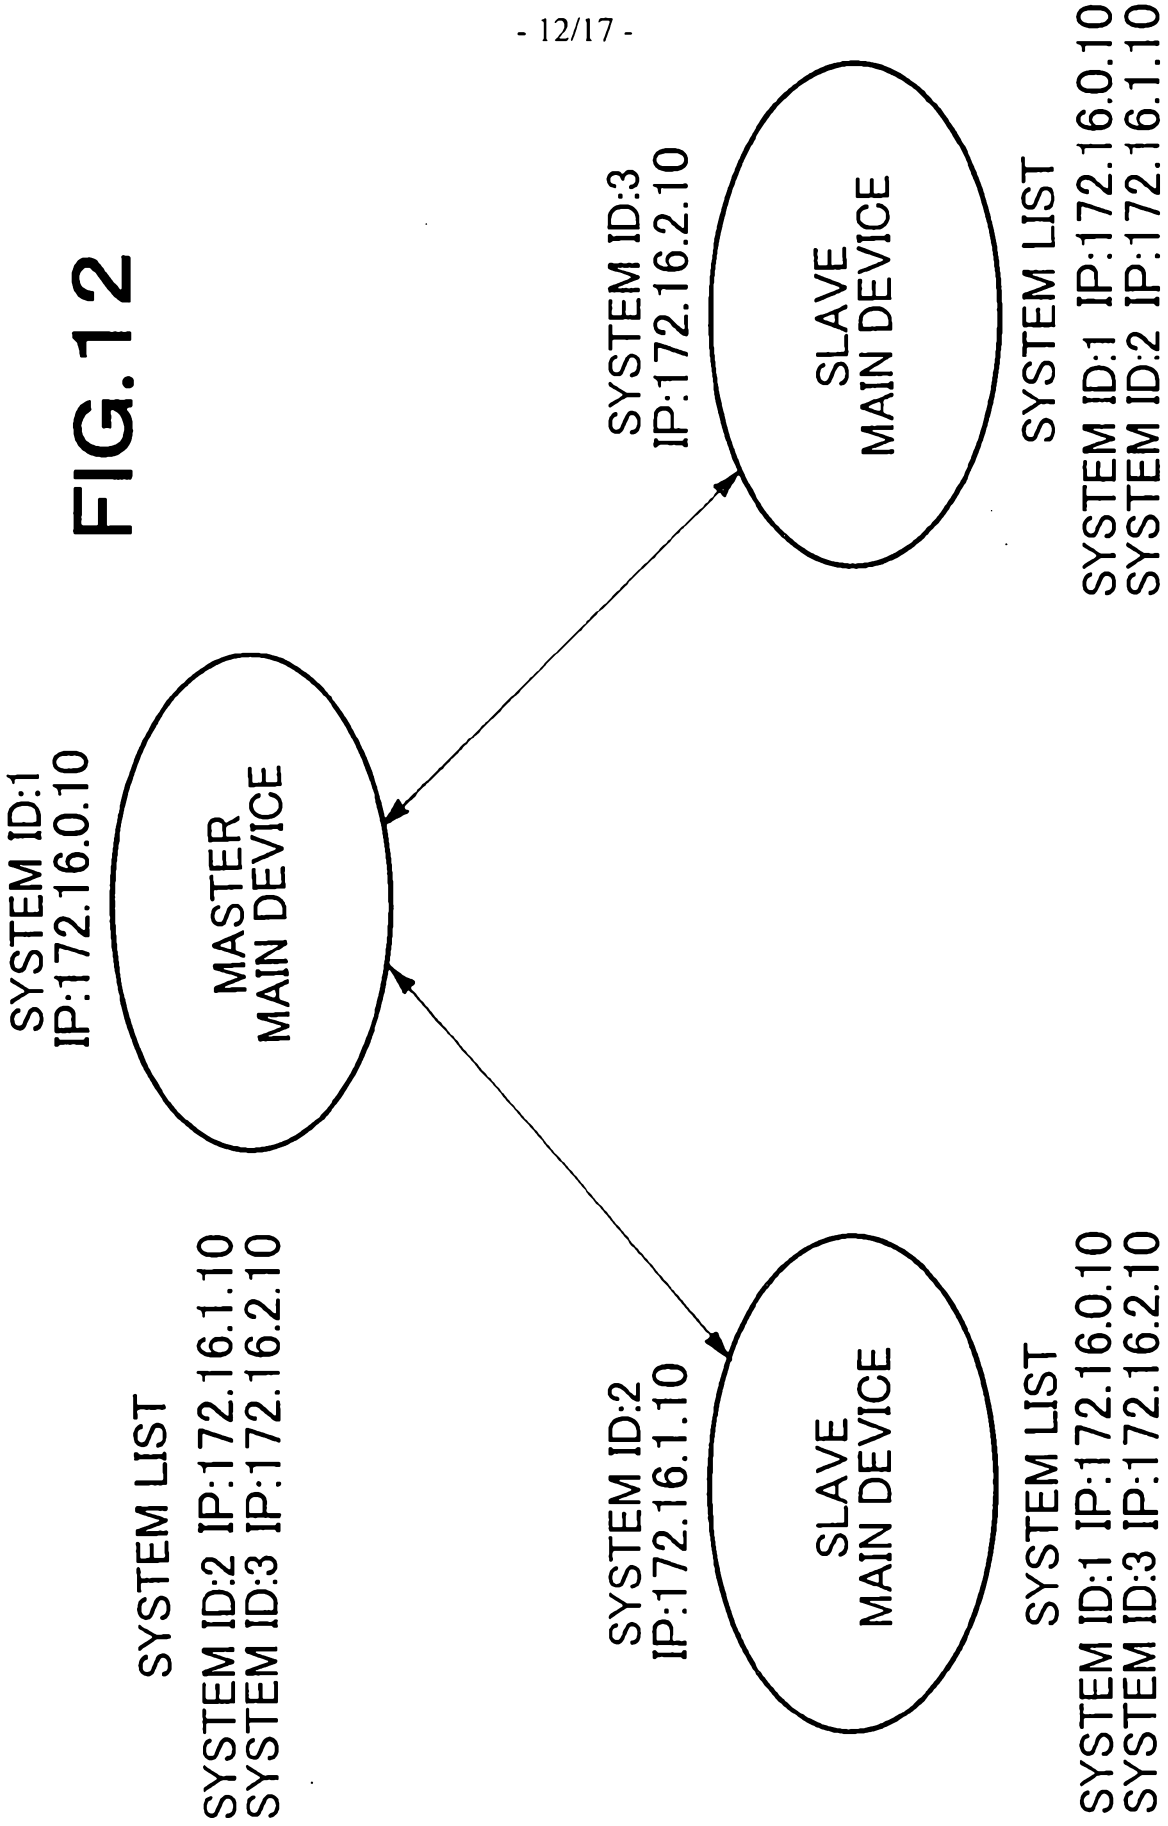 - 12/17 -
FIG.12
SYSTEM ID:1
IP:172.16.0.10
MASTER
MAIN DEVICE
SYSTEM LIST
SYSTEM ID:2 IP:172.16.1.10
SYSTEM ID:3 IP:172.16.2.10
SYSTEM ID:2
IP:172.16.1.10
SLAVE
MAIN DEVICE
SYSTEM LIST
SYSTEM ID:1 IP:172.16.0.10
SYSTEM ID:3 IP:172.16.2.10
SYSTEM ID:3
IP:172.16.2.10
SLAVE
MAIN DEVICE
SYSTEM LIST
SYSTEM ID:1 IP:172.16.0.10
SYSTEM ID:2 IP:172.16.1.10